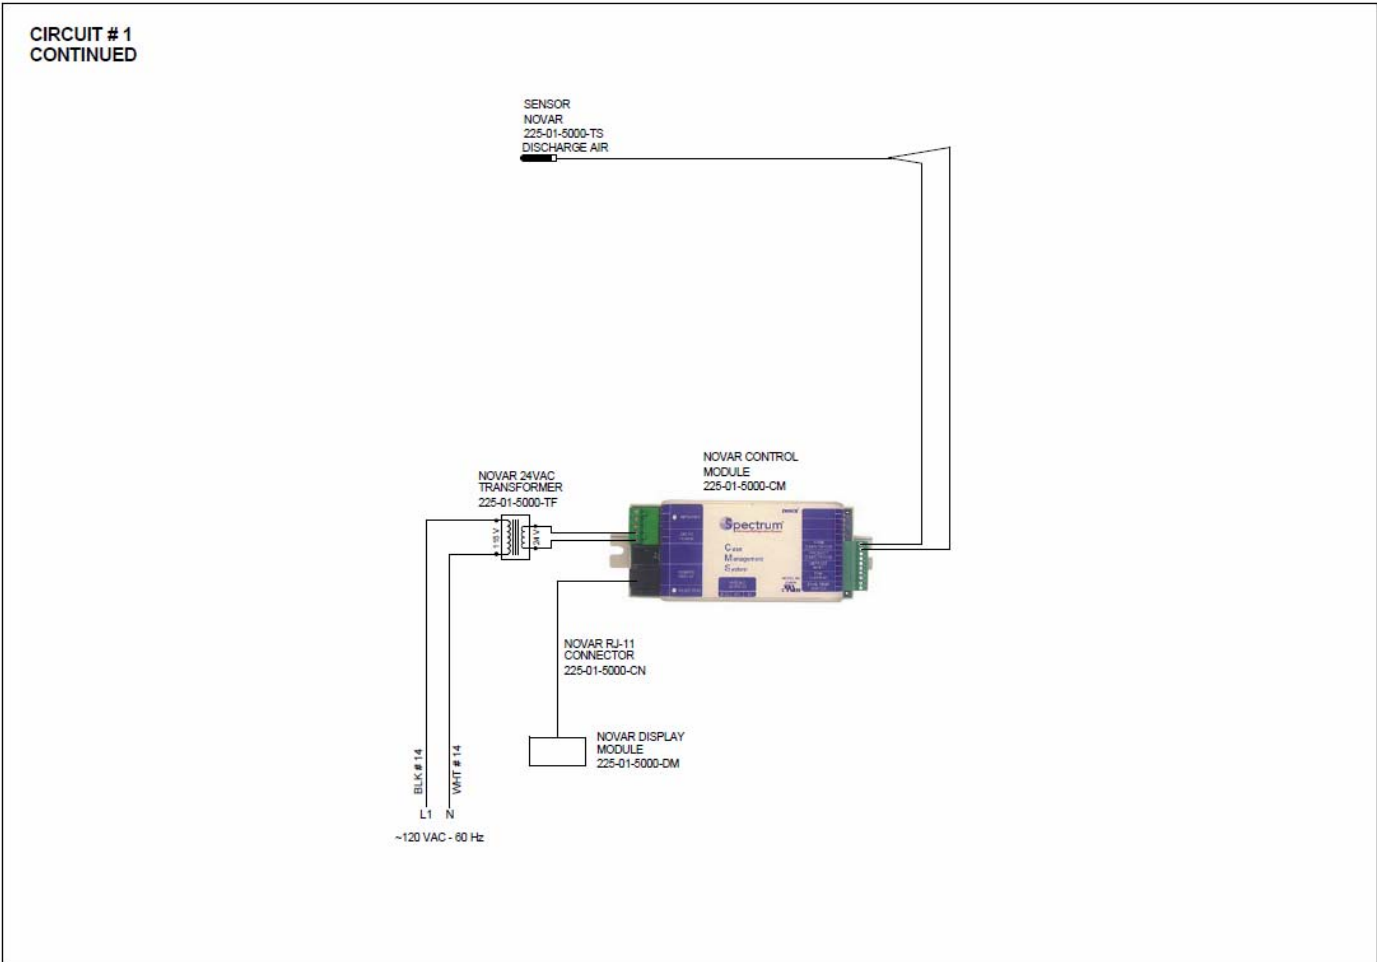 CIRCUIT # 1
CONTINUED
SENSOR
NOVAR
225-01-5000-TS
DISCHARGE AIR
NOVAR CONTROL
MODULE
225-01-5000-CM
NOVAR 24VAC
TRANSFORMER
225-01-5000-TF
115 V
24 V
Spectrum
Case
Management
System
NOVAR RJ-11
CONNECTOR
225-01-5000-CN
NOVAR DISPLAY
MODULE
225-01-5000-DM
BLK # 14
WHT # 14
L1 N
~120 VAC - 60 Hz